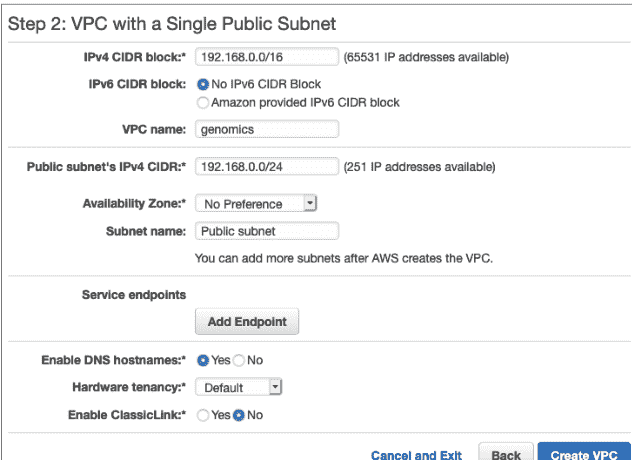 Step 2: VPC with a Single Public Subnet
IPv4 CIDR block:* 192.168.0.0/16 (65531 IP addresses available)
IPv6 CIDR block: No IPv6 CIDR Block
Amazon provided IPv6 CIDR block
VPC name: genomics
Public subnet's IPv4 CIDR:* 192.168.0.0/24 (251 IP addresses available)
Availability Zone:* No Preference
Subnet name: Public subnet
You can add more subnets after AWS creates the VPC.
Service endpoints
Add Endpoint
Enable DNS hostnames:* Yes No
Hardware tenancy:* Default
Enable ClassicLink:* Yes No
Cancel and Exit Back Create VPC